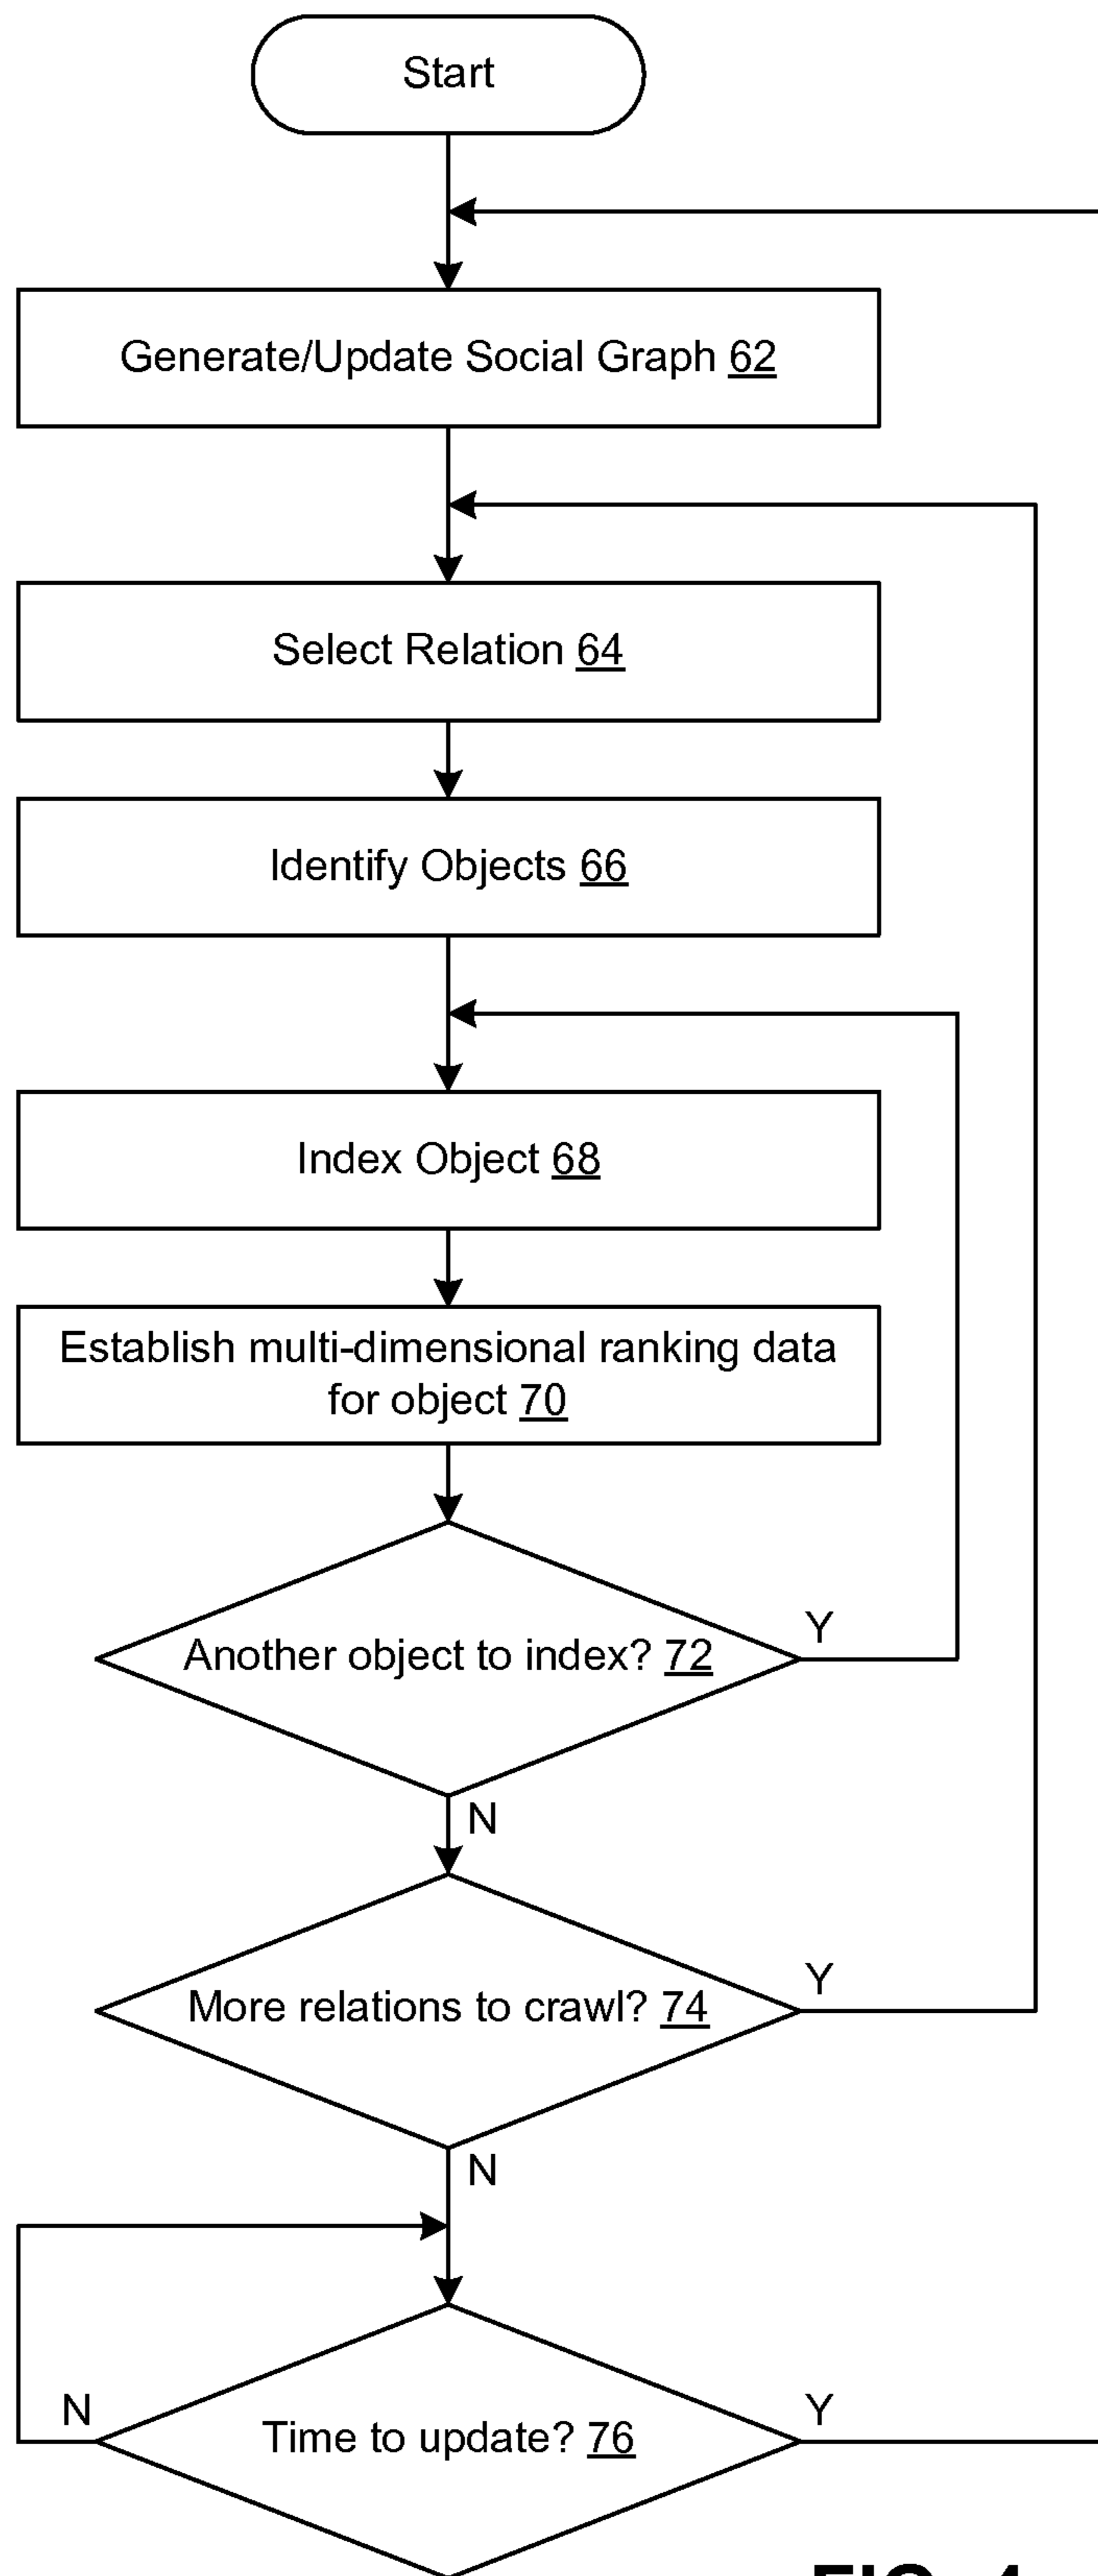 Start
Generate/Update Social Graph 62
Select Relation 64
Identify Objects 66
Index Object 68
Establish multi-dimensional ranking data
for object 70
Another object to index? 72
Y
N
More relations to crawl? 74
Y
N
N
Time to update? 76
Y